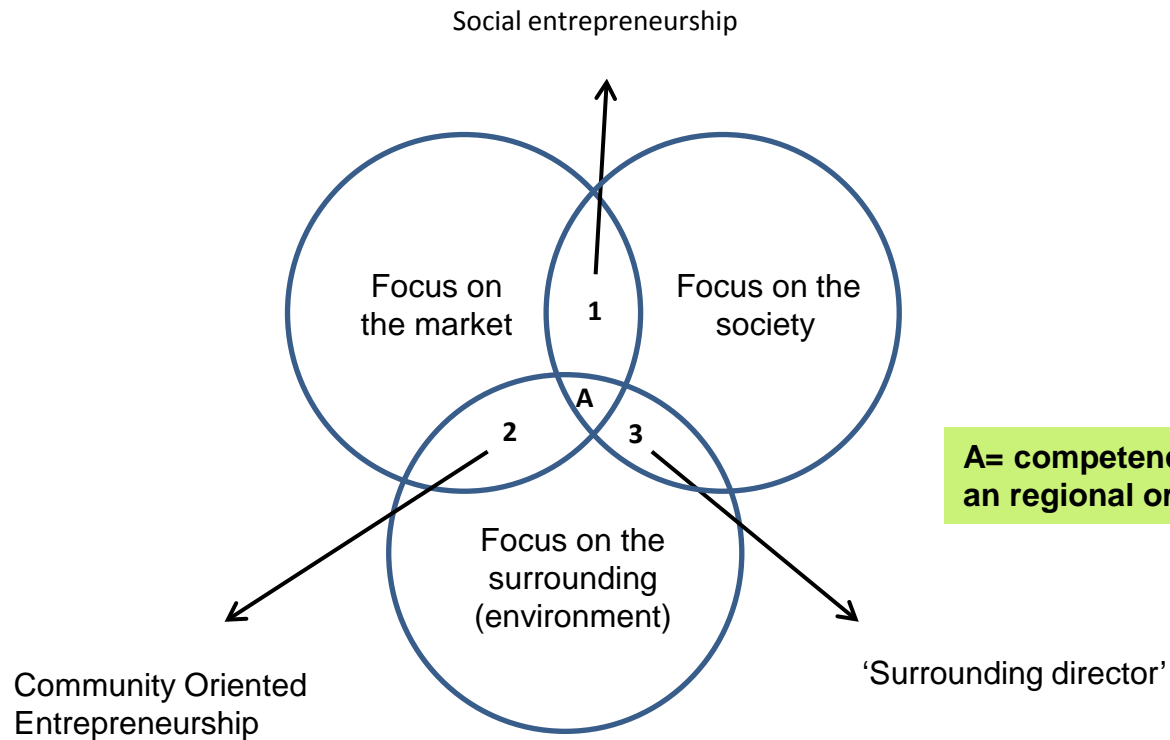 Social entrepreneurship
Focus on
the market
1
Focus on the
society
A
2
3
A= competenc
an regional or
Focus on the
surrounding
(environment)
Community Oriented
Entrepreneurship
‘Surrounding director’